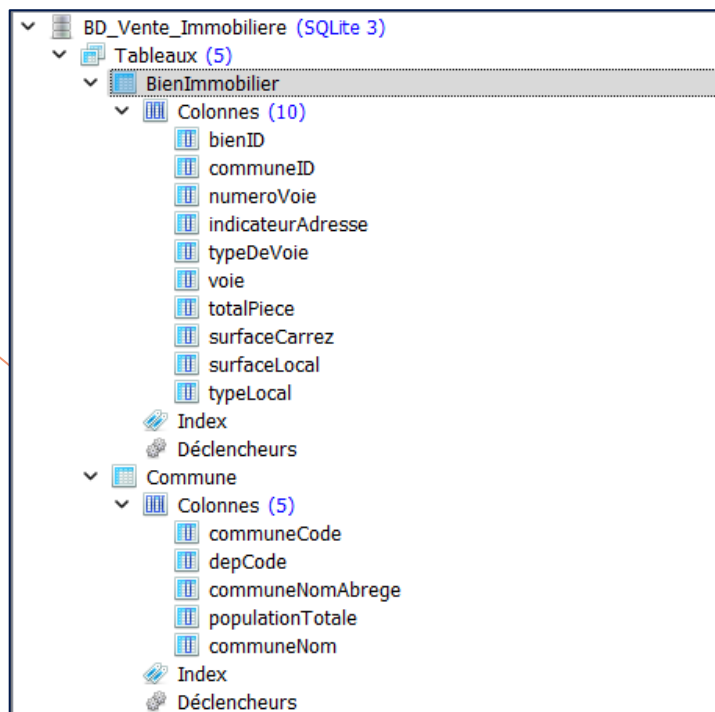 BD_Vente_Immobiliere (SQLite 3)
Tableaux (5)
BienImmobilier
Colonnes (10)
bienID
communeID
numeroVoie
indicateurAdresse
typeDeVoie
voie
totalPiece
surfaceCarrez
surfaceLocal
typeLocal
Index
Déclencheurs
Commune
Colonnes (5)
communeCode
depCode
communeNomAbrege
populationTotale
communeNom
Index
Déclencheurs